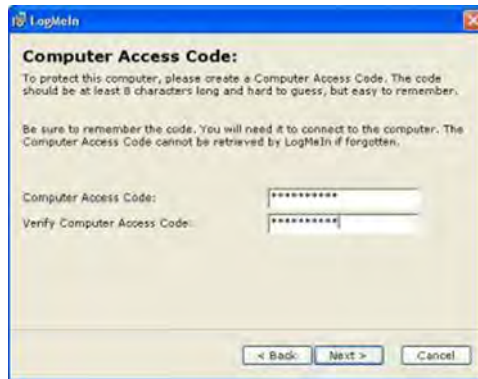 LogMeIn
Computer Access Code:
To protect this computer, please create a Computer Access Code. The code
should be at least 8 characters long and hard to guess, but easy to remember.
Be sure to remember the code. You will need it to connect to the computer. The
Computer Access Code cannot be retrieved by LogMeIn if forgotten.
Computer Access Code: **********
Verify Computer Access Code: **********
< Back Next > Cancel